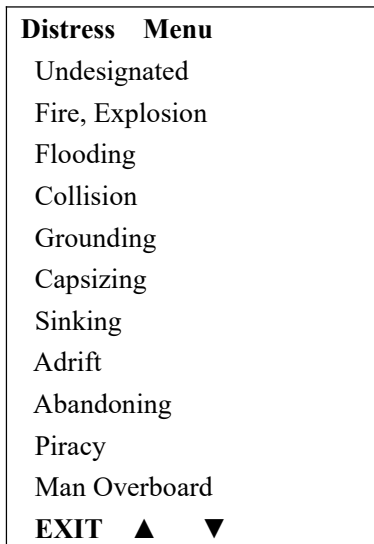 Distress Menu
Undesignated
Fire, Explosion
Flooding
Collision
Grounding
Capsizing
Sinking
Adrift
Abandoning
Piracy
Man Overboard
EXIT ▲ ▼